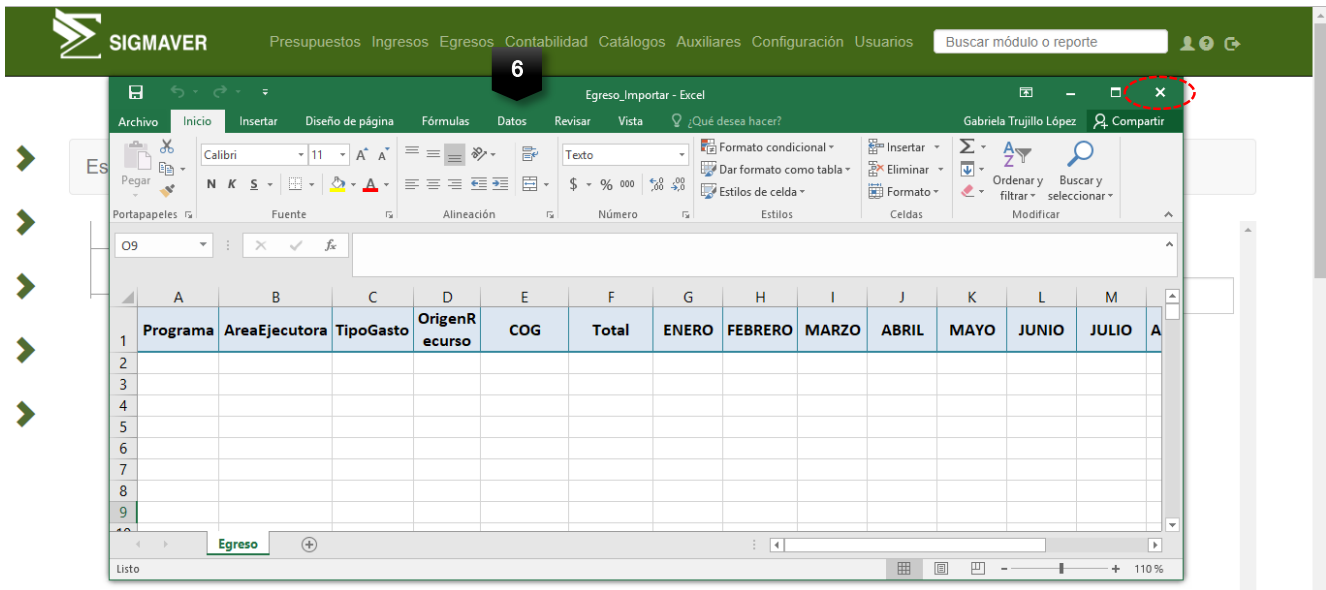 SIGMAVER Presupuestos Ingresos Egresos Contabilidad Catálogos Auxiliares Configuración Usuarios Buscar módulo o reporte
6
Egreso_Importar - Excel
Archivo Inicio Insertar Diseño de página Fórmulas Datos Revisar Vista ¿Qué desea hacer? Gabriela Trujillo López Compartir
Es
Pegar
Calibri 11
N K S
Texto
$ % 000
Formato condicional
Dar formato como tabla
Estilos de celda
Insertar
Eliminar
Formato
Ordenar y filtrar
Buscar y seleccionar
Portapapeles Fuente Alineación Número Estilos Celdas Modificar
O9 fx
A B C D E F G H I J K L M
1 Programa AreaEjecutora TipoGasto OrigenR COG Total ENERO FEBRERO MARZO ABRIL MAYO JUNIO JULIO A
ecurso
2
3
4
5
6
7
8
9
10
Egreso
Listo 110 %